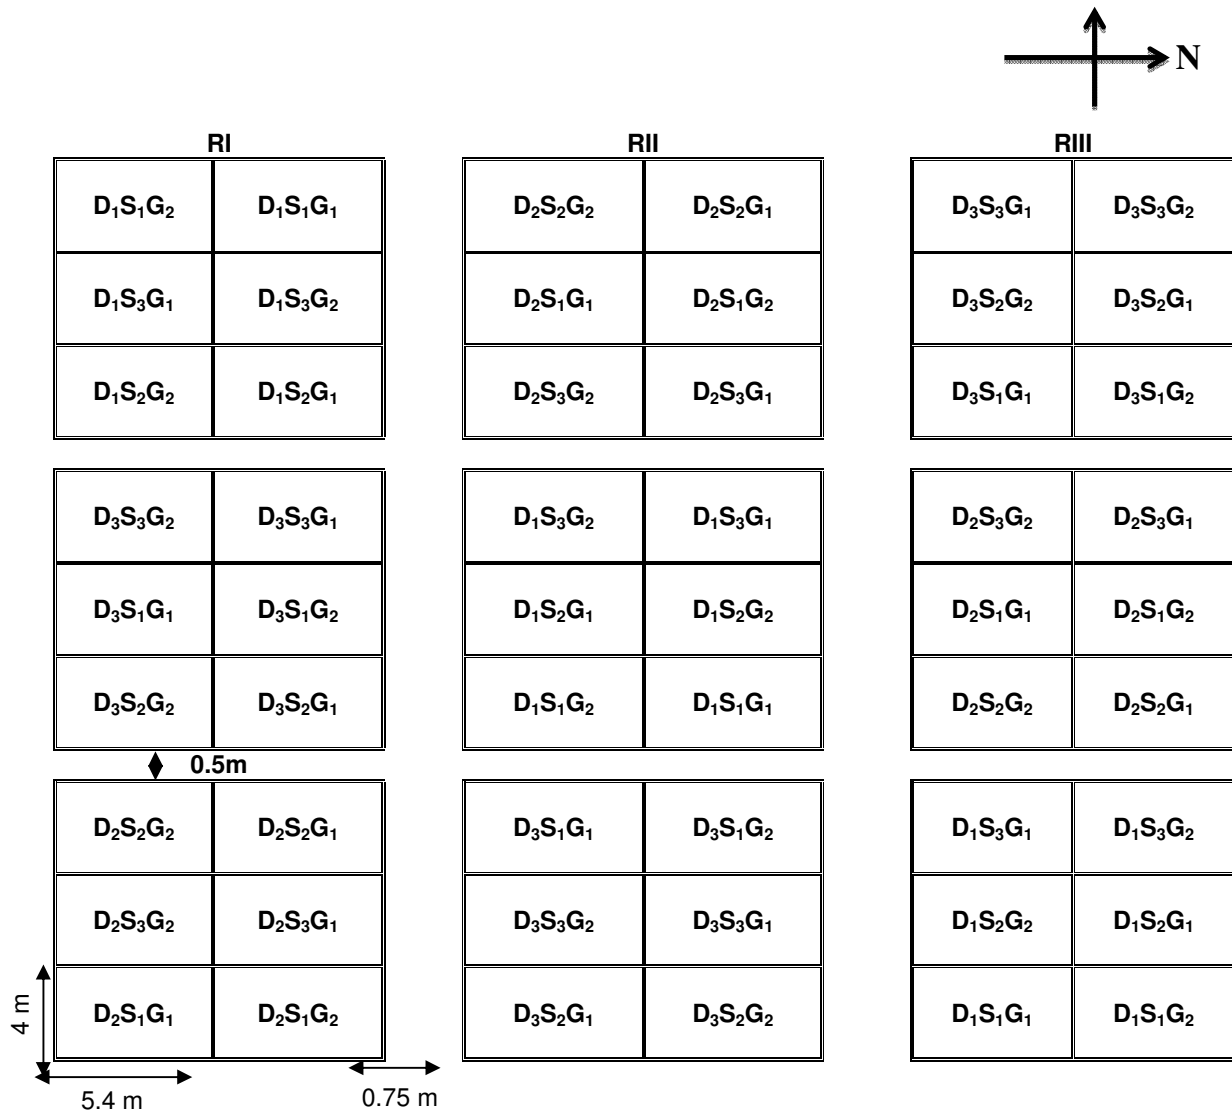 N
RI RII RIII
D₁S₁G₂ D₁S₁G₁ D₂S₂G₂ D₂S₂G₁ D₃S₃G₁ D₃S₃G₂
D₁S₃G₁ D₁S₃G₂ D₂S₁G₁ D₂S₁G₂ D₃S₂G₂ D₃S₂G₁
D₁S₂G₂ D₁S₂G₁ D₂S₃G₂ D₂S₃G₁ D₃S₁G₁ D₃S₁G₂
D₃S₃G₂ D₃S₃G₁ D₁S₃G₂ D₁S₃G₁ D₂S₃G₂ D₂S₃G₁
D₃S₁G₁ D₃S₁G₂ D₁S₂G₁ D₁S₂G₂ D₂S₁G₁ D₂S₁G₂
D₃S₂G₂ D₃S₂G₁ D₁S₁G₂ D₁S₁G₁ D₂S₂G₂ D₂S₂G₁
0.5m
D₂S₂G₂ D₂S₂G₁ D₃S₁G₁ D₃S₁G₂ D₁S₃G₁ D₁S₃G₂
D₂S₃G₂ D₂S₃G₁ D₃S₃G₂ D₃S₃G₁ D₁S₂G₂ D₁S₂G₁
4 m D₂S₁G₁ D₂S₁G₂ D₃S₂G₁ D₃S₂G₂ D₁S₁G₁ D₁S₁G₂
5.4 m 0.75 m